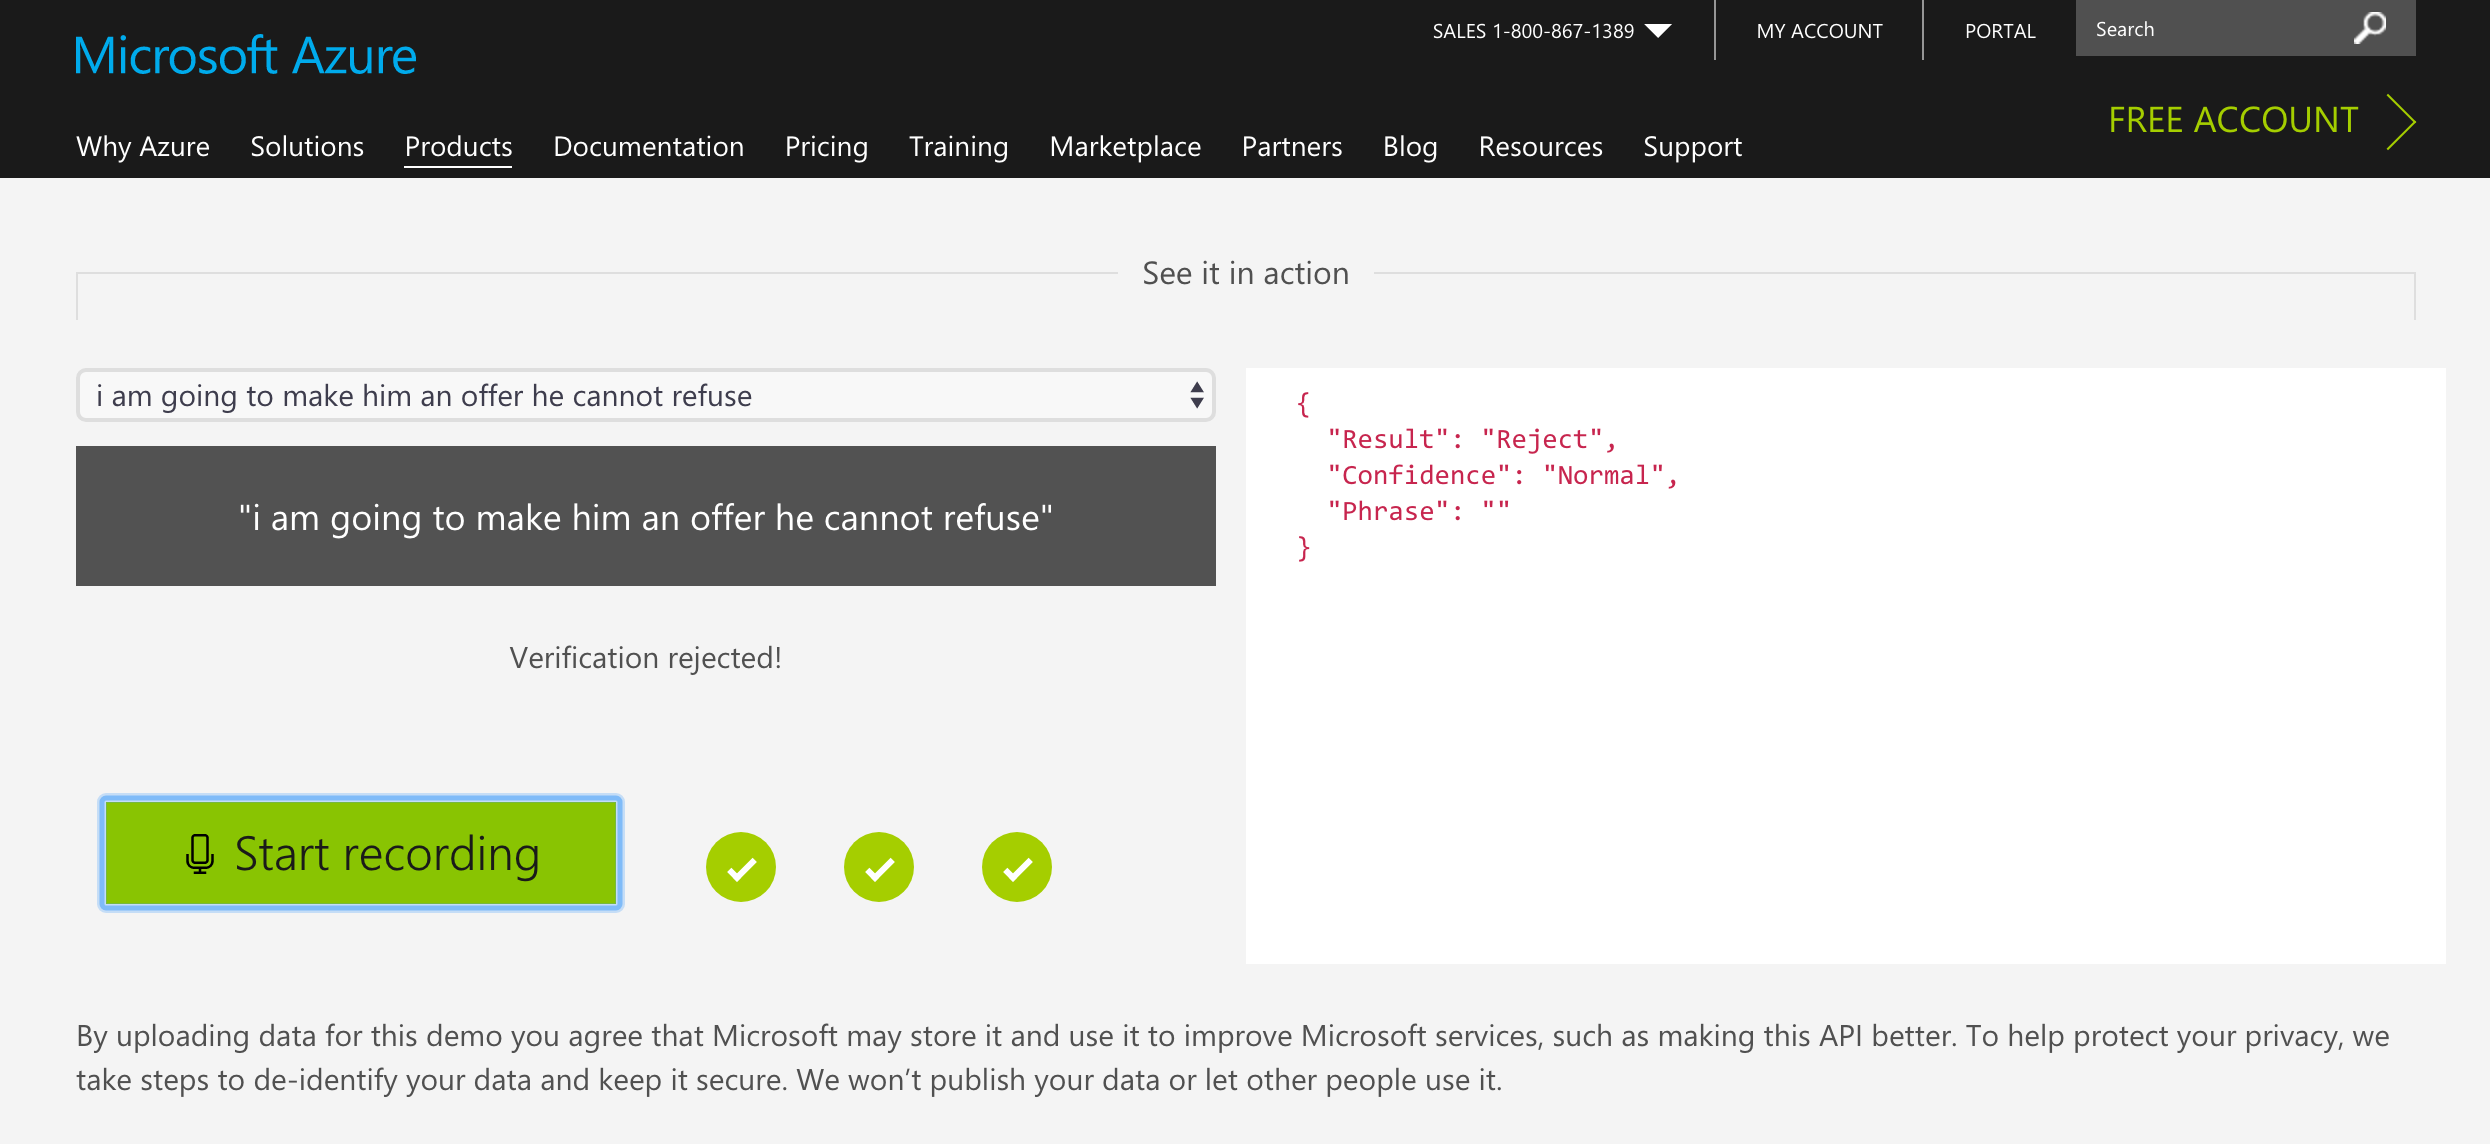 Microsoft Azure
SALES 1-800-867-1389
MY ACCOUNT
PORTAL
Search
FREE ACCOUNT
Why Azure Solutions Products Documentation Pricing Training Marketplace Partners Blog Resources Support
See it in action
i am going to make him an offer he cannot refuse
"i am going to make him an offer he cannot refuse"
Verification rejected!
Start recording
{
"Result": "Reject",
"Confidence": "Normal",
"Phrase": ""
}
By uploading data for this demo you agree that Microsoft may store it and use it to improve Microsoft services, such as making this API better. To help protect your privacy, we
take steps to de-identify your data and keep it secure. We won’t publish your data or let other people use it.